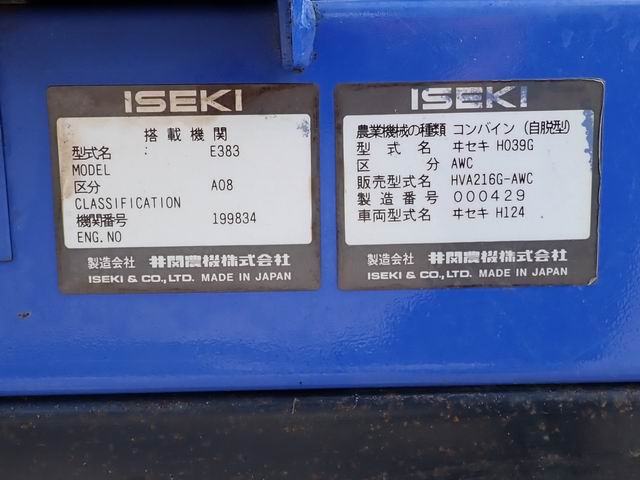 ISEKI
搭載機関
型式名 : E383
MODEL
区分 A08
CLASSIFICATION
機関番号 199834
ENG.NO
製造会社 井関農機株式会社
ISEKI & CO.,LTD. MADE IN JAPAN
ISEKI
農業機械の種類 コンバイン (自脱型)
型式名 ヰセキ HO39G
区分 AWC
販売型式名 HVA216G-AWC
製造番号 000429
車両型式名 ヰセキ H124
製造会社 井関農機株式会社
ISEKI & CO.,LTD. MADE IN JAPAN